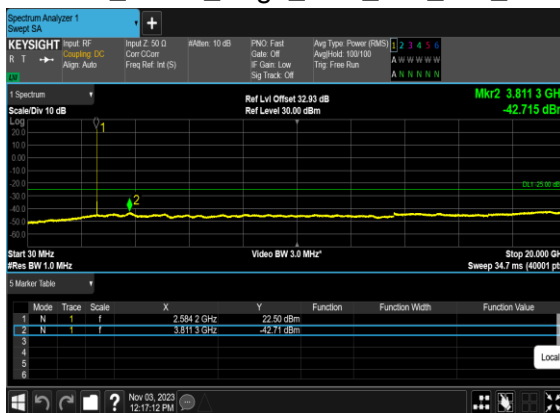 Spectrum Analyzer 1
Swept SA
+
KEYSIGHT Input: RF Input Z: 50 Ω #Atten: 10 dB PNO: Fast Avg Type: Power (RMS) 1 2 3 4 5 6
R T Coupling: DC Corr CCorr Gate: Off Avg|Hold: 100/100 A W W W W W
Align: Auto Freq Ref: Int (S) IF Gain: Low Trig: Free Run A N N N N N
Sig Track: Off
1 Spectrum Ref Lvl Offset 32.93 dB Mkr2 3.811 3 GH
Scale/Div 10 dB Ref Level 30.00 dBm -42.715 dBr
Log
20.0
1
10.0
0.00
-10.0
-20.0
DL1 -25.00 dB
-30.0
2
-40.0
-50.0
-60.0
Start 30 MHz Video BW 3.0 MHz* Stop 20.000 GH
#Res BW 1.0 MHz Sweep 34.7 ms (40001 pt
5 Marker Table
Mode Trace Scale X Y Function Function Width Function Value
1 N 1 f 2.584 2 GHz 22.50 dBm
2 N 1 f 3.811 3 GHz -42.71 dBm
3
4
5
6
Local
? Nov 03, 2023
12:17:12 PM